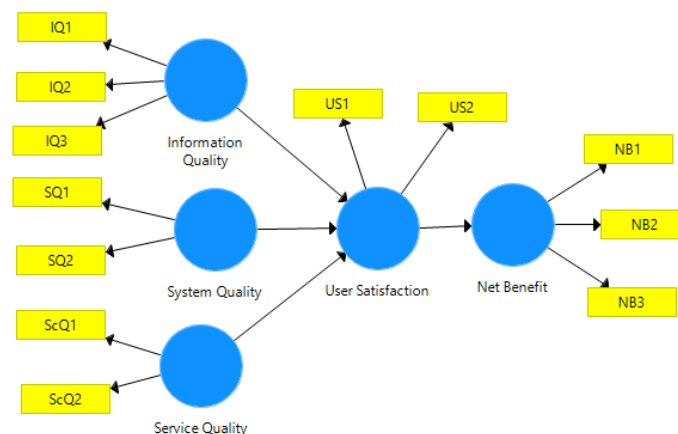 IQ1
IQ2
IQ3
Information
Quality
US1
US2
NB1
NB2
NB3
SQ1
SQ2
System Quality
User Satisfaction
Net Benefit
ScQ1
ScQ2
Service Quality